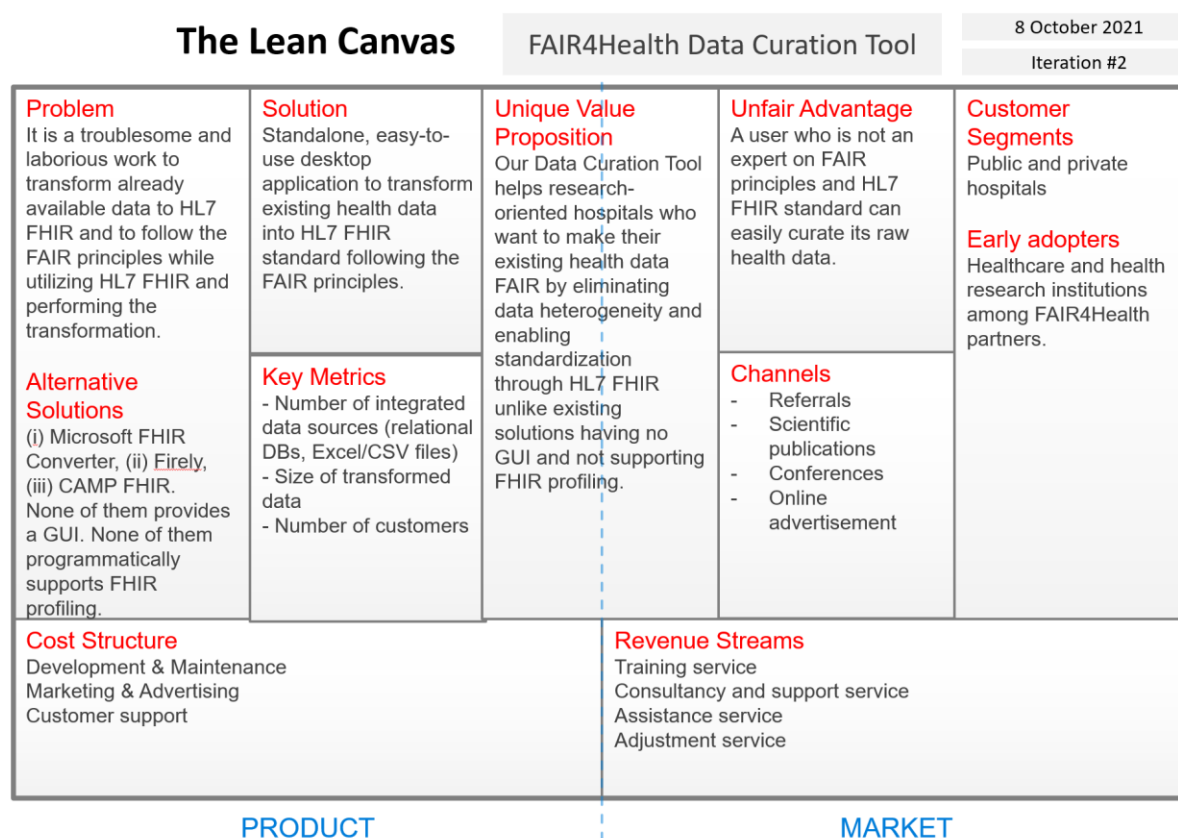 The Lean Canvas
FAIR4Health Data Curation Tool
8 October 2021
Iteration #2
Problem
It is a troublesome and
laborious work to
transform already
available data to HL7
FHIR and to follow the
FAIR principles while
utilizing HL7 FHIR and
performing the
transformation.
Alternative
Solutions
(i) Microsoft FHIR
Converter, (ii) Firely,
(iii) CAMP FHIR.
None of them provides
a GUI. None of them
programmatically
supports FHIR
profiling.
Solution
Standalone, easy-to-
use desktop
application to transform
existing health data
into HL7 FHIR
standard following the
FAIR principles.
Key Metrics
- Number of integrated
data sources (relational
DBs, Excel/CSV files)
- Size of transformed
data
- Number of customers
Unique Value
Proposition
Our Data Curation Tool
helps research-
oriented hospitals who
want to make their
existing health data
FAIR by eliminating
data heterogeneity and
enabling
standardization
through HL7 FHIR
unlike existing
solutions having no
GUI and not supporting
FHIR profiling.
Unfair Advantage
A user who is not an
expert on FAIR
principles and HL7
FHIR standard can
easily curate its raw
health data.
Channels
- Referrals
- Scientific
publications
- Conferences
- Online
advertisement
Customer
Segments
Public and private
hospitals
Early adopters
Healthcare and health
research institutions
among FAIR4Health
partners.
Cost Structure
Development & Maintenance
Marketing & Advertising
Customer support
Revenue Streams
Training service
Consultancy and support service
Assistance service
Adjustment service
PRODUCT
MARKET